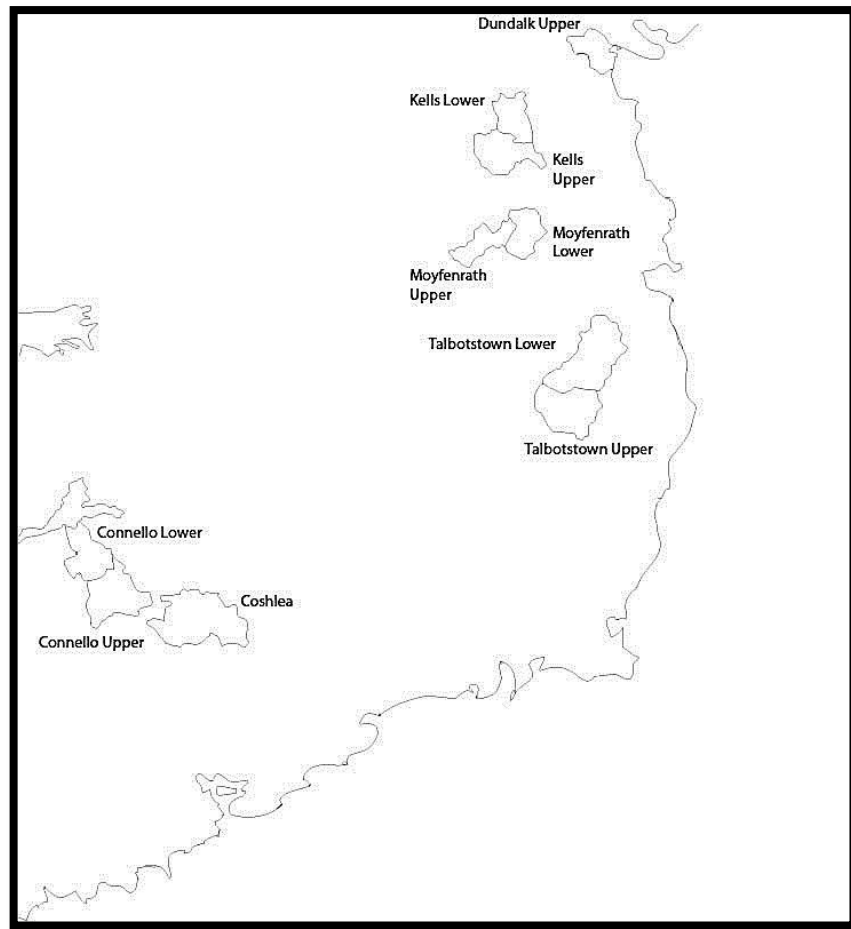 Dundalk Upper
Kells Lower
Kells
Upper
Moyfenrath
Lower
Moyfenrath
Upper
Talbotstown Lower
Talbotstown Upper
Connello Lower
Coshlea
Connello Upper